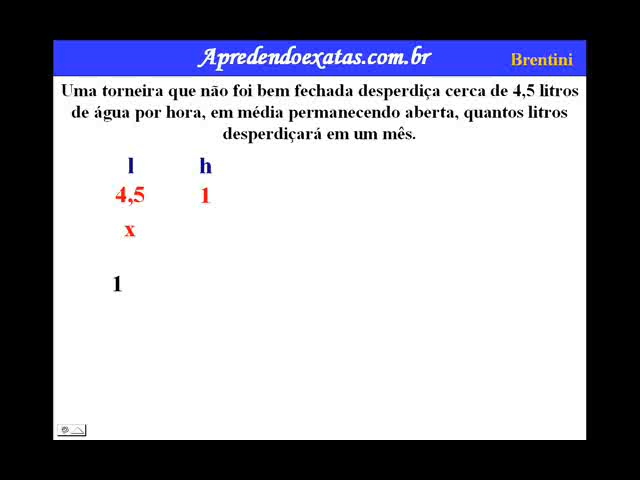 Apredendoexatas.com.br
Brentini
Uma torneira que não foi bem fechada desperdiça cerca de 4,5 litros
de água por hora, em média permanecendo aberta, quantos litros
desperdiçará em um mês.
l h
4,5 1
x
1